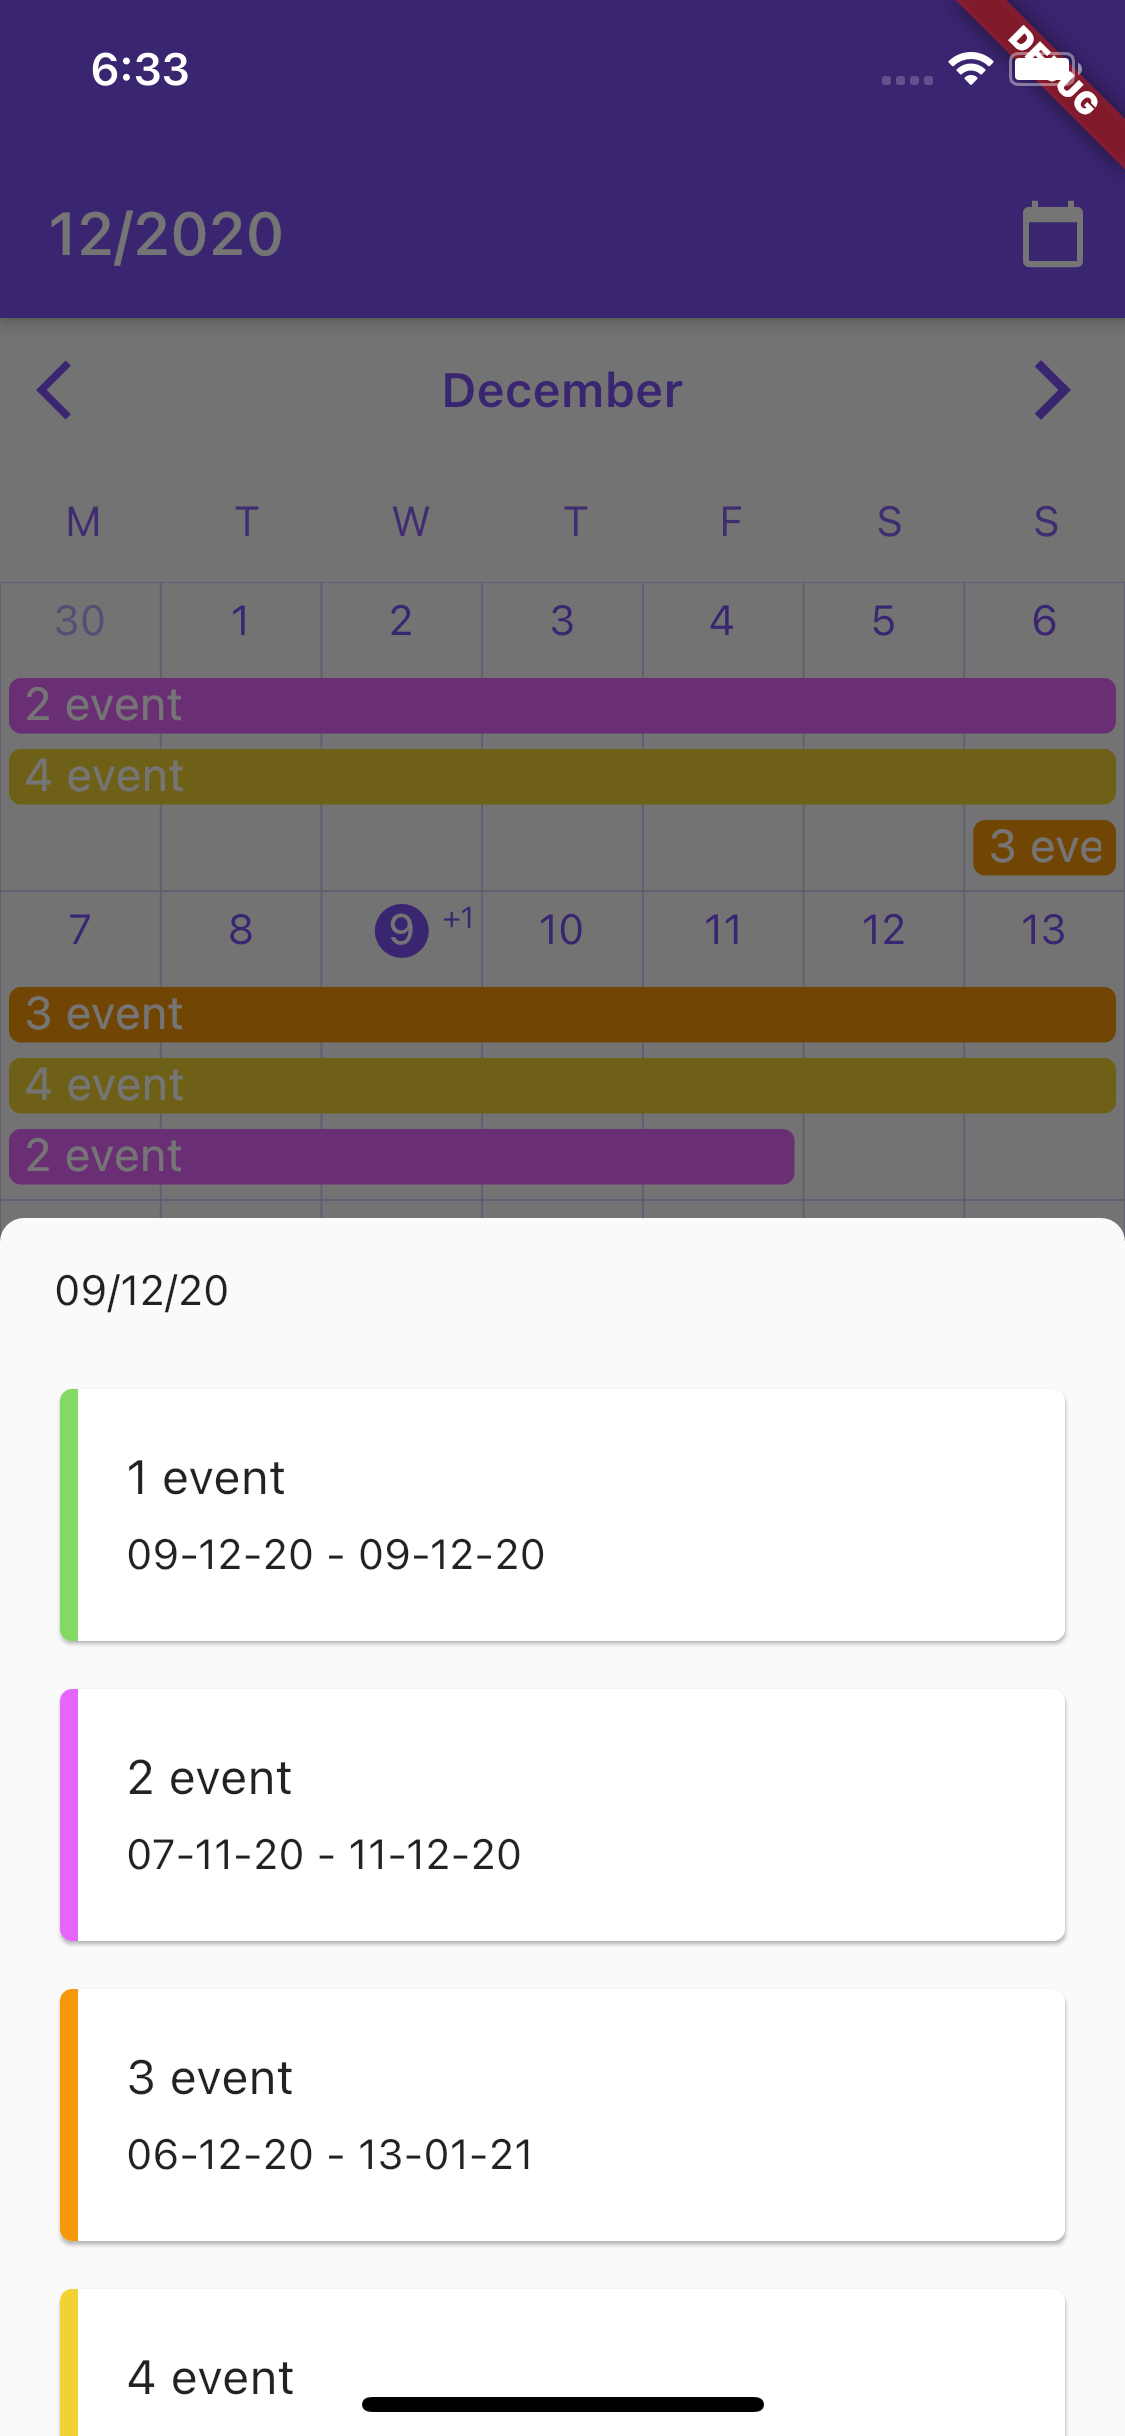 6:33
DEBUG
12/2020
December
M T W T F S S
30 1 2 3 4 5 6
2 event
4 event
3 eve
7 8 9 +1 10 11 12 13
3 event
4 event
2 event
09/12/20
1 event
09-12-20 - 09-12-20
2 event
07-11-20 - 11-12-20
3 event
06-12-20 - 13-01-21
4 event